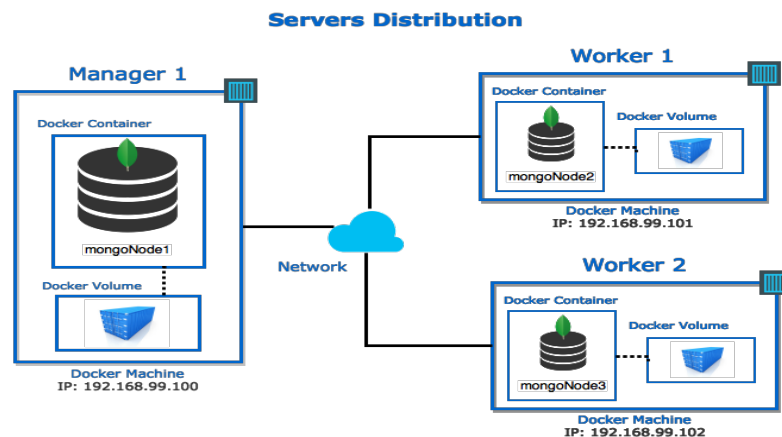 Servers Distribution
Manager 1
Docker Container
mongoNode1
Docker Volume
Docker Machine
IP: 192.168.99.100
Network
Worker 1
Docker Container
Docker Volume
mongoNode2
Docker Machine
IP: 192.168.99.101
Worker 2
Docker Container
Docker Volume
mongoNode3
Docker Machine
IP: 192.168.99.102